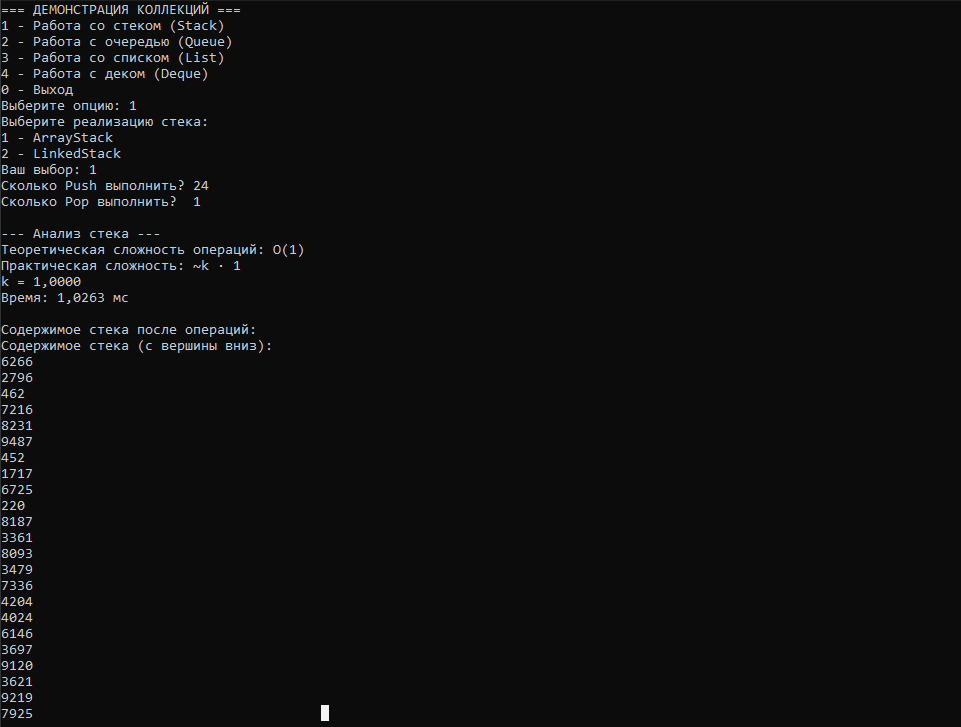 === ДЕМОНСТРАЦИЯ КОЛЛЕКЦИЙ ===
1 - Работа со стеком (Stack)
2 - Работа с очередью (Queue)
3 - Работа со списком (List)
4 - Работа с деком (Deque)
0 - Выход
Выберите опцию: 1
Выберите реализацию стека:
1 - ArrayStack
2 - LinkedStack
Ваш выбор: 1
Сколько Push выполнить? 24
Сколько Pop выполнить?  1
--- Анализ стека ---
Теоретическая сложность операций: O(1)
Практическая сложность: ~k · 1
k = 1,0000
Время: 1,0263 мс
Содержимое стека после операций:
Содержимое стека (с вершины вниз):
6266
2796
462
7216
8231
9487
452
1717
6725
220
8187
3361
8093
3479
7336
4204
4024
6146
3697
9120
3621
9219
7925